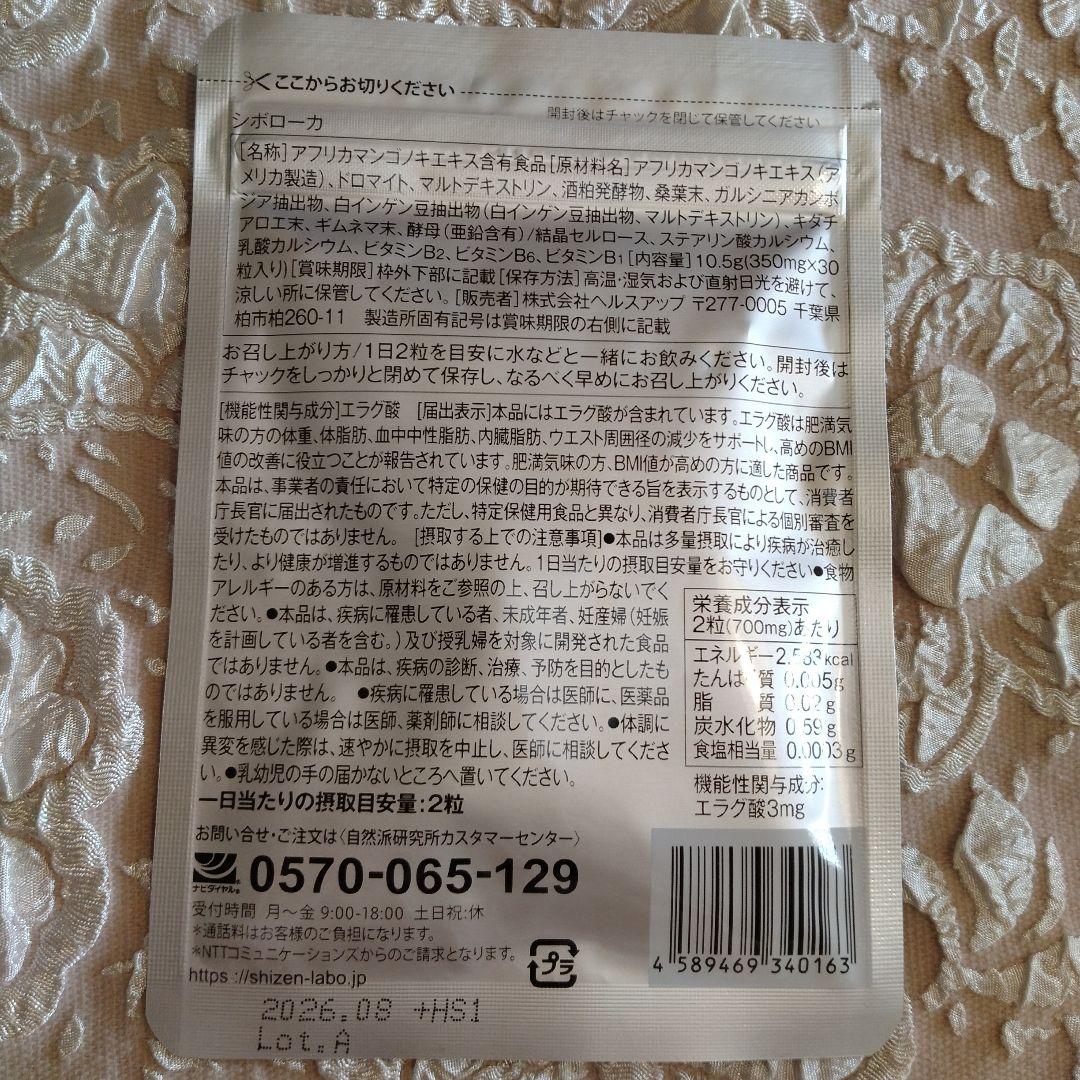 ここからお切りください
開封後はチャックを閉じて保管してください
シボローカ
[名称]アフリカマンゴノキエキス含有食品[原材料名]アフリカマンゴノキエキス(ア
メリカ製造)、ドロマイト、マルトデキストリン、酒粕発酵物、桑葉末、ガルシニアカンボ
ジア抽出物、白インゲン豆抽出物(白インゲン豆抽出物、マルトデキストリン)、キダチ
アロエ末、ギムネマ末、酵母(亜鉛含有)/結晶セルロース、ステアリン酸カルシウム、
乳酸カルシウム、ビタミンB2、ビタミンB6、ビタミンB1[内容量]10.5g(350mg×30
粒入り)[賞味期限]枠外下部に記載[保存方法]高温・湿気および直射日光を避けて、
涼しい所に保管してください。[販売者]株式会社ヘルスアップ 〒277-0005 千葉県
柏市柏260-11 製造所固有記号は賞味期限の右側に記載
お召し上がり方/1日2粒を目安に水などと一緒にお飲みください。開封後は
チャックをしっかりと閉めて保存し、なるべく早めにお召し上がりください。
[機能性関与成分]エラグ酸 [届出表示]本品にはエラグ酸が含まれています。エラグ酸は肥満気
味の方の体重、体脂肪、血中中性脂肪、内臓脂肪、ウエスト周囲径の減少をサポートし、高めのBMI
値の改善に役立つことが報告されています。肥満気味の方、BMI値が高めの方に適した商品です。
本品は、事業者の責任において特定の保健の目的が期待できる旨を表示するものとして、消費者
庁長官に届出されたものです。ただし、特定保健用食品と異なり、消費者庁長官による個別審査を
受けたものではありません。 [摂取する上での注意事項]●本品は多量摂取により疾病が治癒し
たり、より健康が増進するものではありません。1日当たりの摂取目安量をお守りください●食物
アレルギーのある方は、原材料をご参照の上、召し上がらないでく
ださい。●本品は、疾病に罹患している者、未成年者、妊産婦(妊娠
を計画している者を含む。)及び授乳婦を対象に開発された食品
ではありません。●本品は、疾病の診断、治療、予防を目的としたも
のではありません。 ●疾病に罹患している場合は医師に、医薬品
を服用している場合は医師、薬剤師に相談してください。●体調に
異変を感じた際は、速やかに摂取を中止し、医師に相談してくださ
い。●乳幼児の手の届かないところへ置いてください。
一日当たりの摂取目安量:2粒
栄養成分表示
2粒(700mg)あたり
エネルギー2.583kcal
たんぱく質 0.005g
脂質 0.02g
炭水化物 0.59g
食塩相当量 0.0003g
機能性関与成分:
エラグ酸3mg
お問い合せ・ご注文は〈自然派研究所カスタマーセンター〉
ナビダイヤル®
0570-065-129
受付時間 月〜金 9:00-18:00 土日祝:休
*通話料はお客様のご負担になります。
*NTTコミュニケーションズからのご請求となります。
https://shizen-labo.jp
プラ
4 589469 340163
2026.08 +HS1
Lot.A